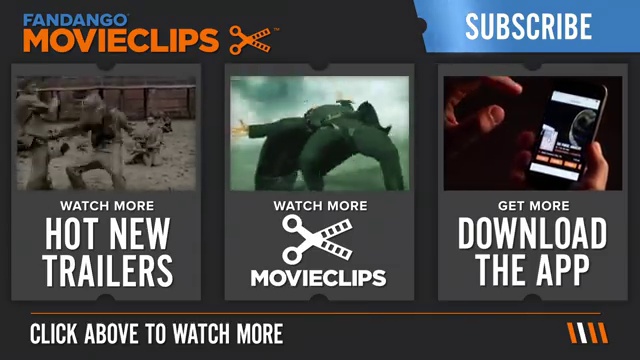 FANDANGO
MOVIECLIPS
SUBSCRIBE
WATCH MORE
HOT NEW
TRAILERS
WATCH MORE
MOVIECLIPS
GET MORE
DOWNLOAD
THE APP
CLICK ABOVE TO WATCH MORE